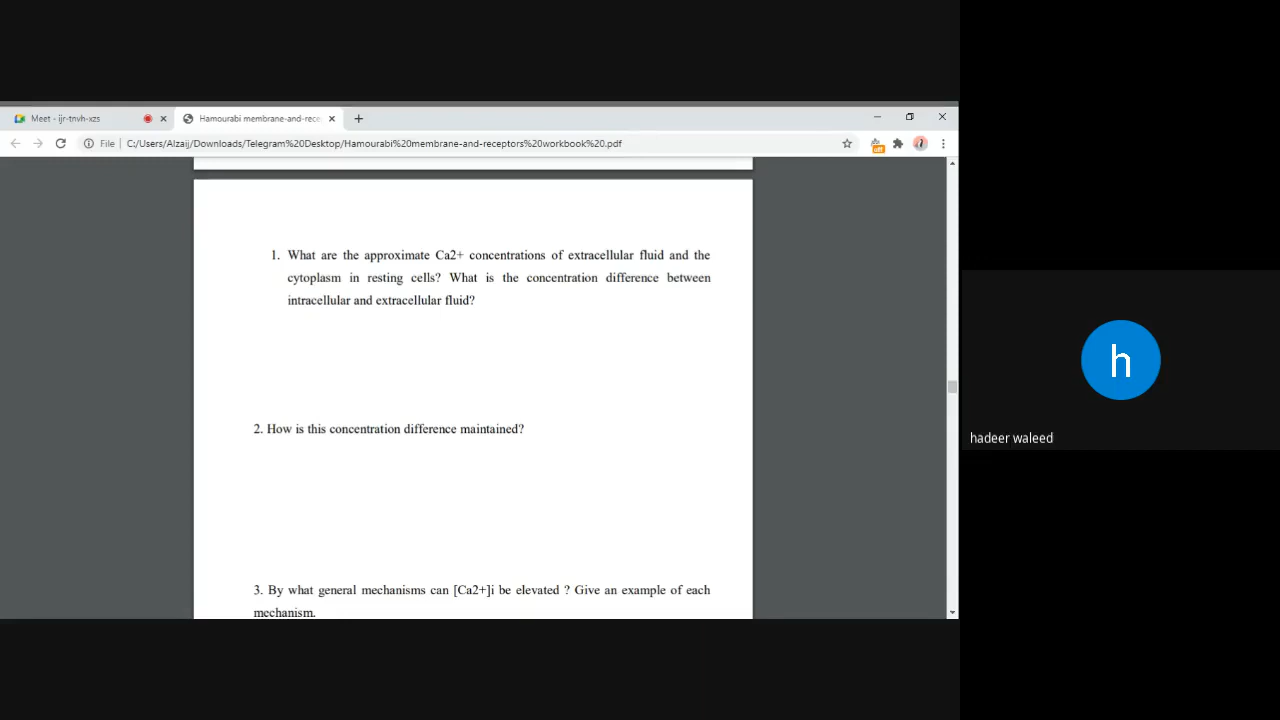 Meet - ijr-tnvh-xzs
Hamourabi membrane-and-rece
File
C:/Users/Alzaij/Downloads/Telegram%20Desktop/Hamourabi%20membrane-and-receptors%20workbook%20.pdf
off
1. What are the approximate Ca2+ concentrations of extracellular fluid and the
cytoplasm in resting cells? What is the concentration difference between
intracellular and extracellular fluid?
2. How is this concentration difference maintained?
3. By what general mechanisms can [Ca2+]i be elevated ? Give an example of each
mechanism.
h
hadeer waleed